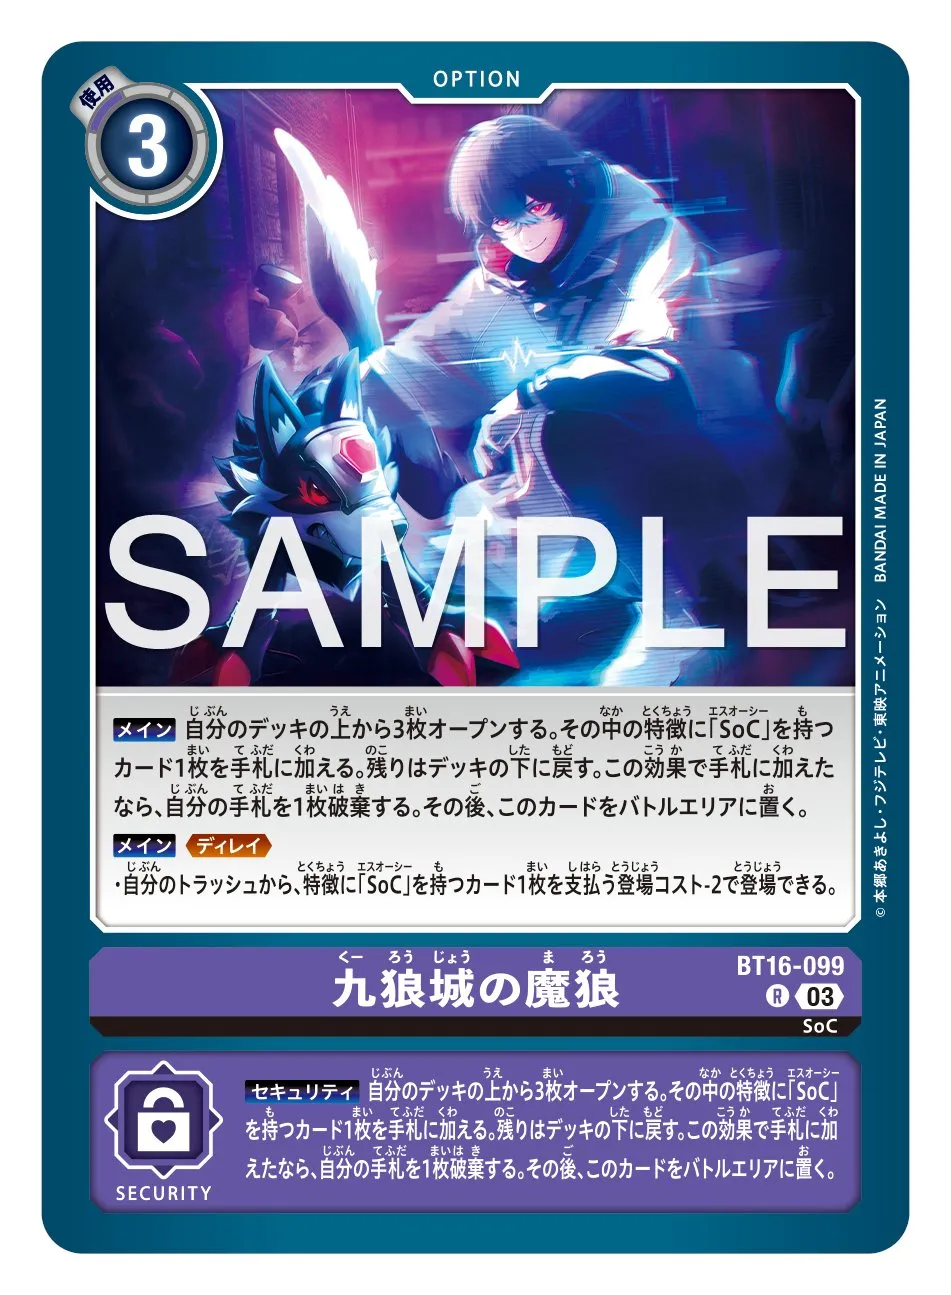 OPTION
使用
3
SAMPLE
メイン 自分のデッキの上から3枚オープンする。その中の特徴に「SoC」を持つ
カード1枚を手札に加える。残りはデッキの下に戻す。この効果で手札に加えた
なら、自分の手札を1枚破棄する。その後、このカードをバトルエリアに置く。
メイン ディレイ
・自分のトラッシュから、特徴に「SoC」を持つカード1枚を支払う登場コスト-2で登場できる。
©本郷あきよし・フジテレビ・東映アニメーション BANDAI MADE IN JAPAN
くー ろう じょう ま ろう
九狼城の魔狼
BT16-099
R 03
SoC
セキュリティ 自分のデッキの上から3枚オープンする。その中の特徴に「SoC」
を持つカード1枚を手札に加える。残りはデッキの下に戻す。この効果で手札に加
えたなら、自分の手札を1枚破棄する。その後、このカードをバトルエリアに置く。
SECURITY